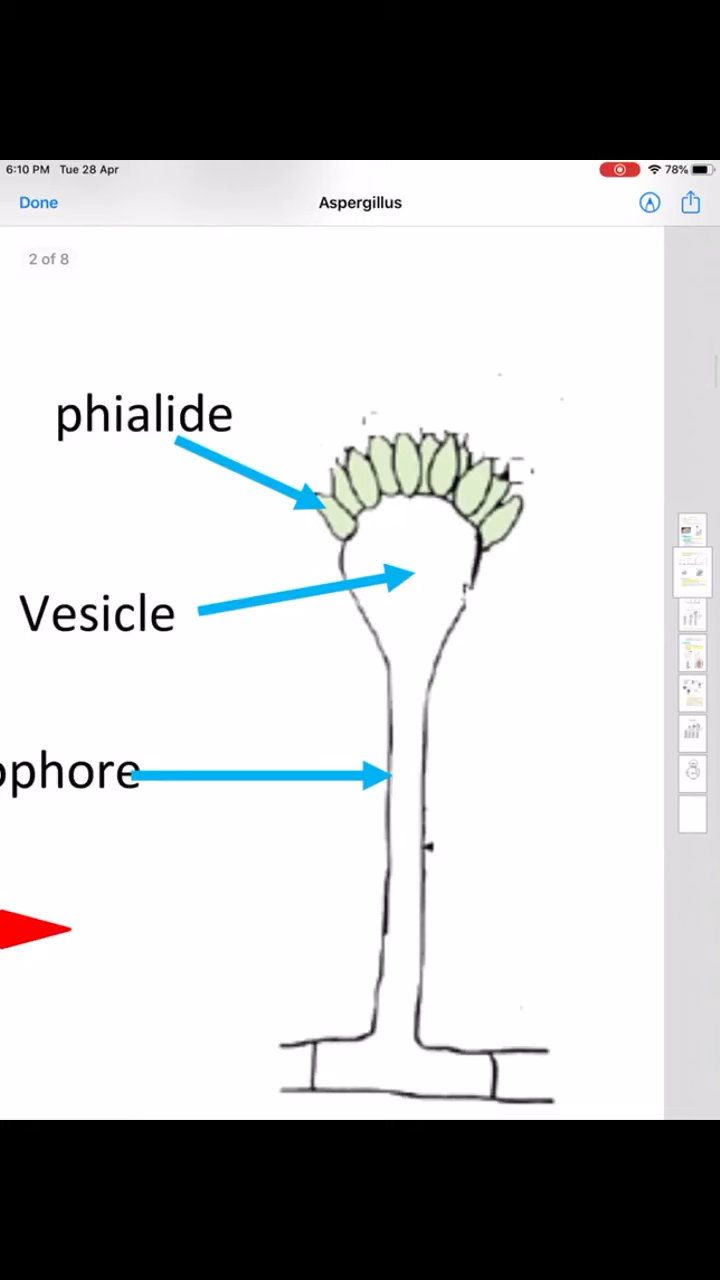 6:10 PM Tue 28 Apr
78%
Done
Aspergillus
2 of 8
phialide
Vesicle
ophore